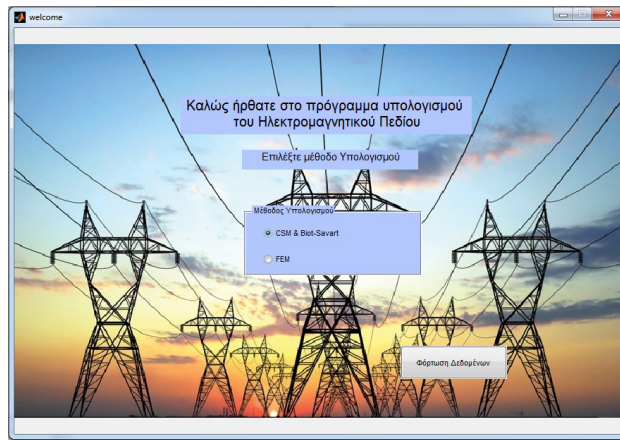 welcome
Καλώς ήρθατε στο πρόγραμμα υπολογισμού
του Ηλεκτρομαγνητικού Πεδίου
Επιλέξτε μέθοδο Υπολογισμού
Μέθοδος Υπολογισμού
CSM & Biot-Savart
FEM
Φόρτωση Δεδομένων